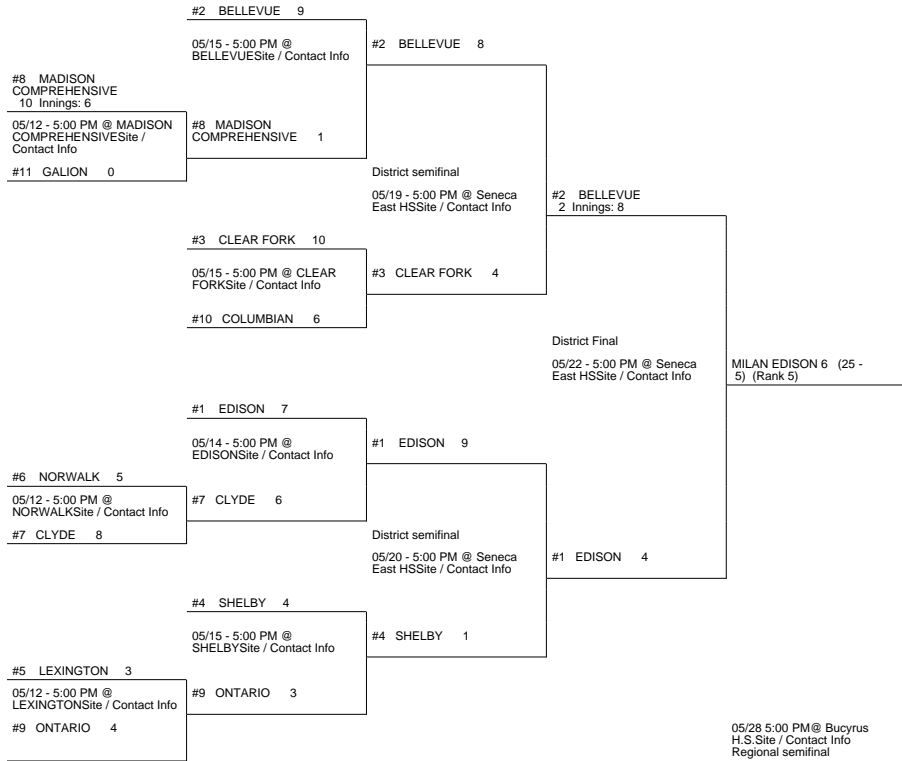 #2 BELLEVUE 9
05/15 - 5:00 PM @
BELLEVUESite / Contact Info
#2 BELLEVUE 8
#8 MADISON
COMPREHENSIVE
10 Innings: 6
05/12 - 5:00 PM @ MADISON
COMPREHENSIVESite /
Contact Info
#8 MADISON
COMPREHENSIVE 1
#11 GALION 0
District semifinal
05/19 - 5:00 PM @ Seneca
East HSSite / Contact Info
#2 BELLEVUE
2 Innings: 8
#3 CLEAR FORK 10
05/15 - 5:00 PM @ CLEAR
FORKSite / Contact Info
#3 CLEAR FORK 4
#10 COLUMBIAN 6
District Final
05/22 - 5:00 PM @ Seneca
East HSSite / Contact Info
MILAN EDISON 6 (25 -
5) (Rank 5)
#1 EDISON 7
05/14 - 5:00 PM @
EDISONSite / Contact Info
#1 EDISON 9
#6 NORWALK 5
05/12 - 5:00 PM @
NORWALKSite / Contact Info
#7 CLYDE 6
#7 CLYDE 8
District semifinal
05/20 - 5:00 PM @ Seneca
East HSSite / Contact Info
#1 EDISON 4
#4 SHELBY 4
05/15 - 5:00 PM @
SHELBYSite / Contact Info
#4 SHELBY 1
#5 LEXINGTON 3
05/12 - 5:00 PM @
LEXINGTONSite / Contact Info
#9 ONTARIO 3
#9 ONTARIO 4
05/28 5:00 PM@ Bucyrus
H.S.Site / Contact Info
Regional semifinal